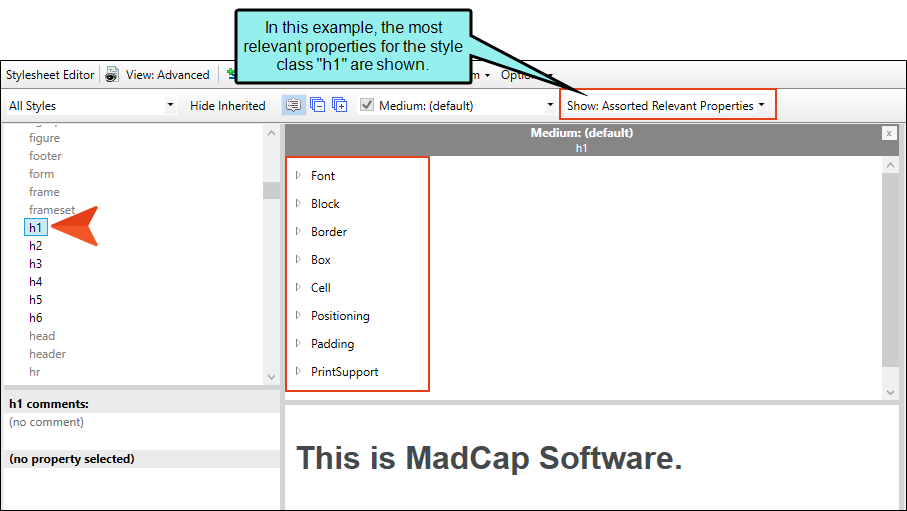 In this example, the most
relevant properties for the style
class "h1" are shown.
Stylesheet Editor View: Advanced
All Styles Hide Inherited Medium: (default) Show: Assorted Relevant Properties
figure
footer
form
frame
frameset
h1
h2
h3
h4
h5
h6
head
header
hr
h1 comments:
(no comment)
(no property selected)
Medium: (default)
h1
x
Font
Block
Border
Box
Cell
Positioning
Padding
PrintSupport
This is MadCap Software.